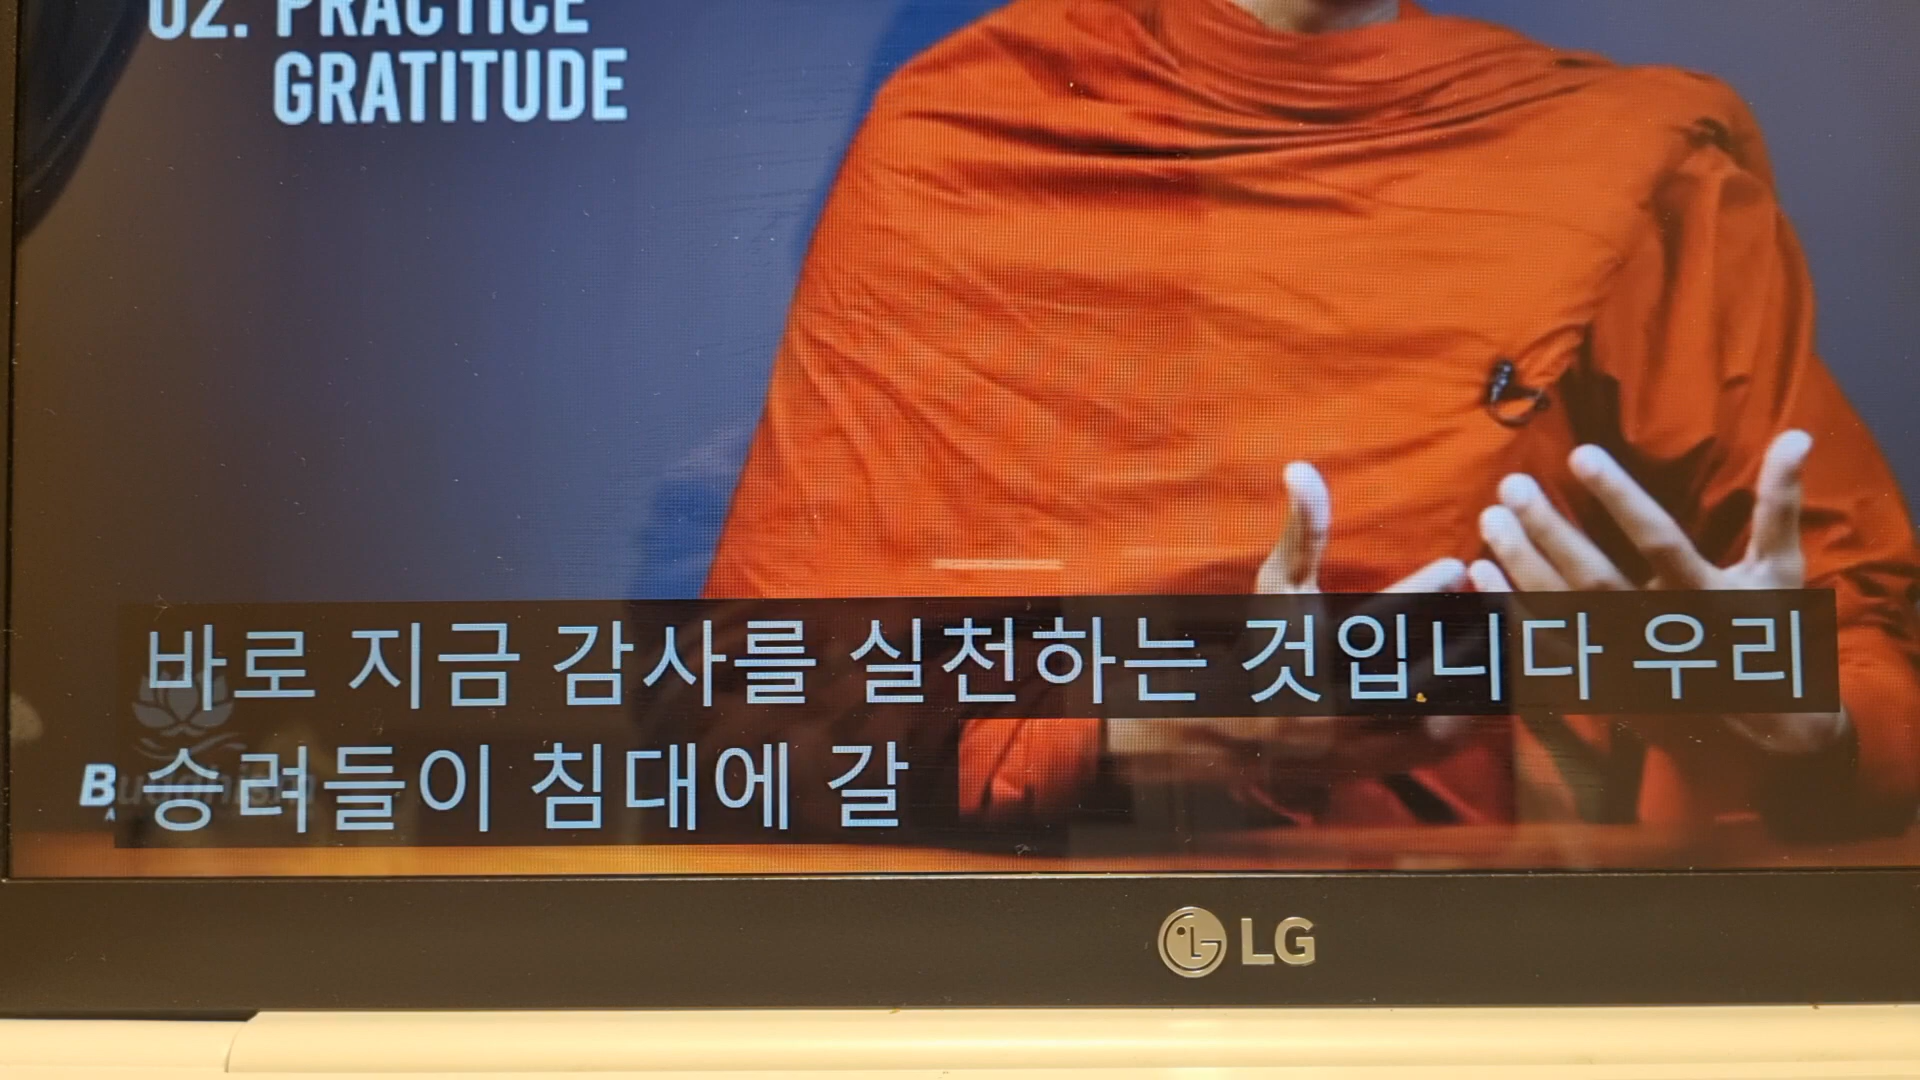 02. PRACTICE
GRATITUDE
바로 지금 감사를 실천하는 것입니다 우리
승려들이 침대에 갈
Buddhism
LG